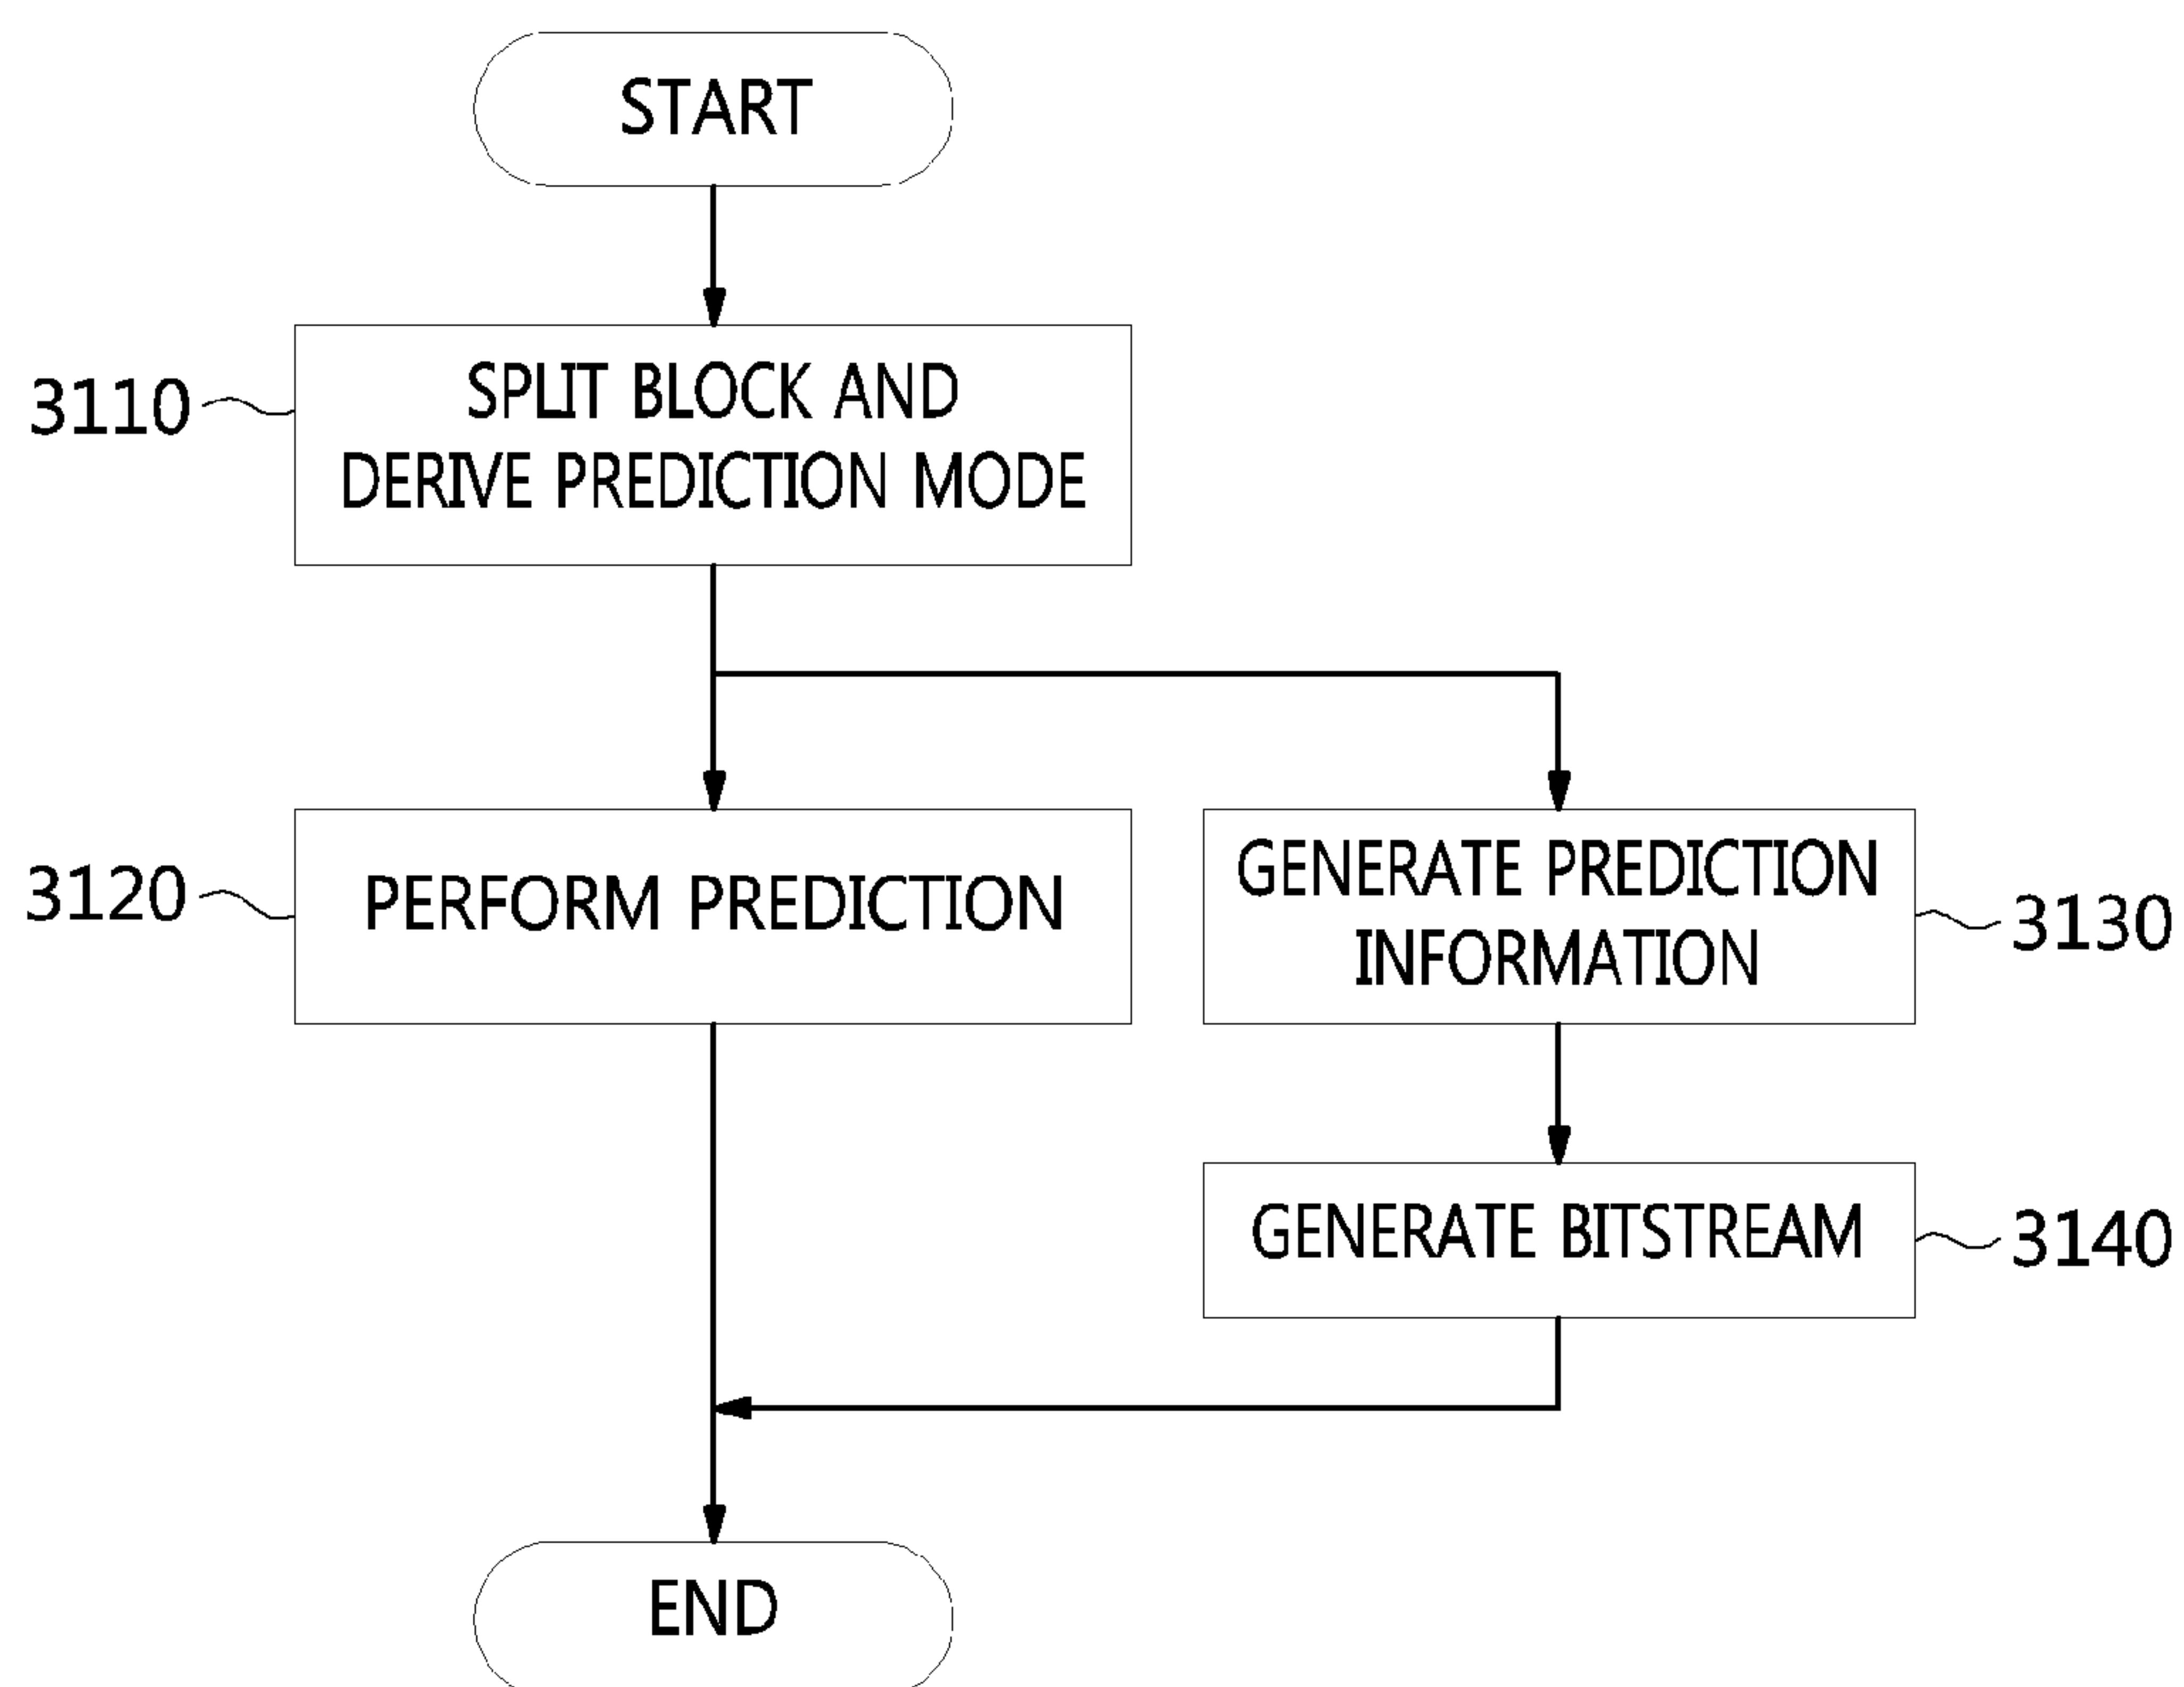 START
3110
SPLIT BLOCK AND
DERIVE PREDICTION MODE
3120
PERFORM PREDICTION
GENERATE PREDICTION
INFORMATION
3130
GENERATE BITSTREAM
3140
END